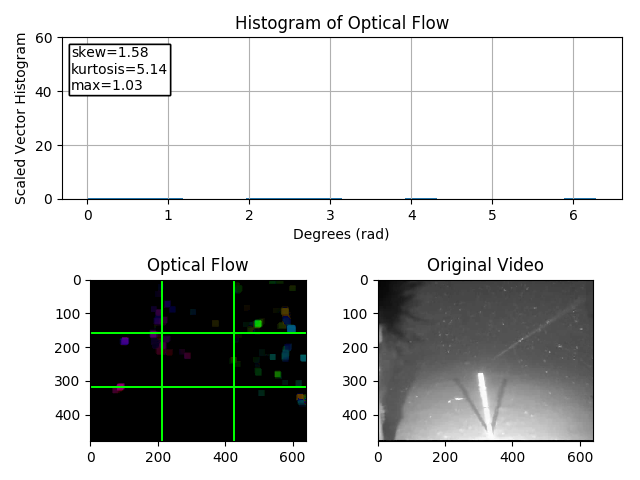 Histogram of Optical Flow
Scaled Vector Histogram
60
40
20
0
skew=1.58
kurtosis=5.14
max=1.03
0 1 2 3 4 5 6
Degrees (rad)
Optical Flow
0
100
200
300
400
0 200 400 600
Original Video
0
100
200
300
400
0 200 400 600